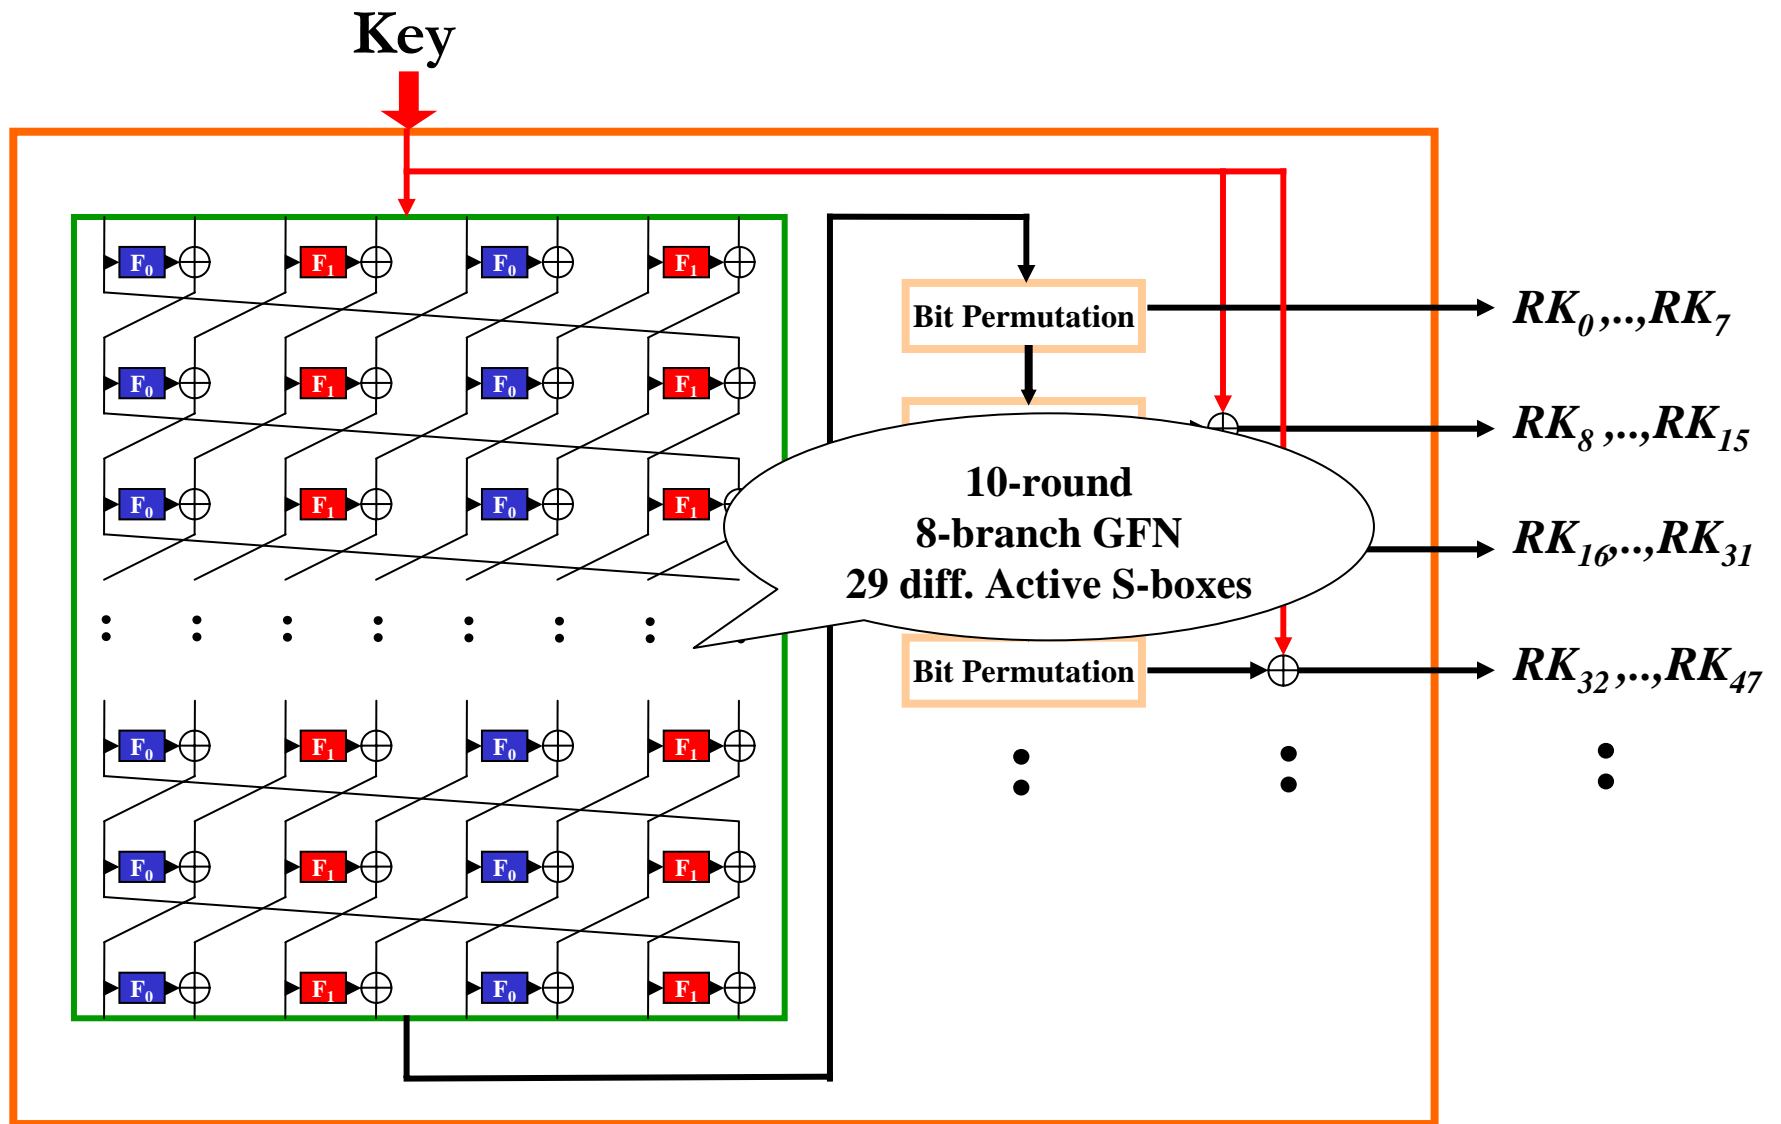 Key
F0 F1 F0 F1
F0 F1 F0 F1
F0 F1 F0 F1
F0 F1 F0 F1
F0 F1 F0 F1
F0 F1 F0 F1
Bit Permutation
RK0,..,RK7
RK8,..,RK15
10-round
8-branch GFN
29 diff. Active S-boxes
RK16,..,RK31
Bit Permutation
RK32,..,RK47